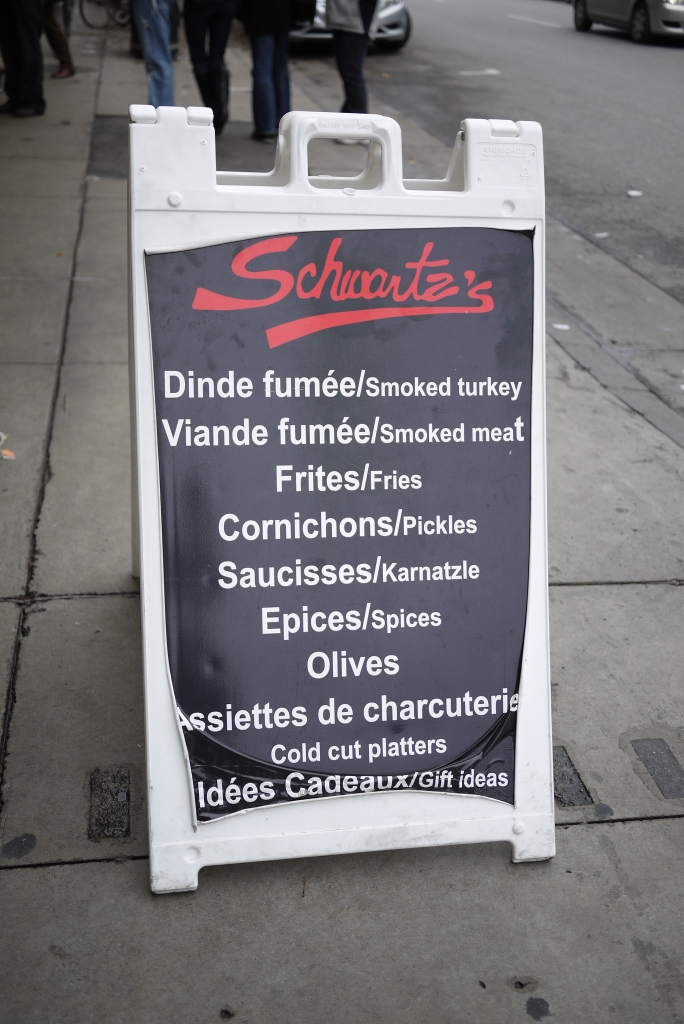 Schwartz's
Dinde fumée/Smoked turkey
Viande fumée/Smoked meat
Frites/Fries
Cornichons/Pickles
Saucisses/Karnatzle
Epices/Spices
Olives
Assiettes de charcuterie
Cold cut platters
Idées Cadeaux/Gift ideas